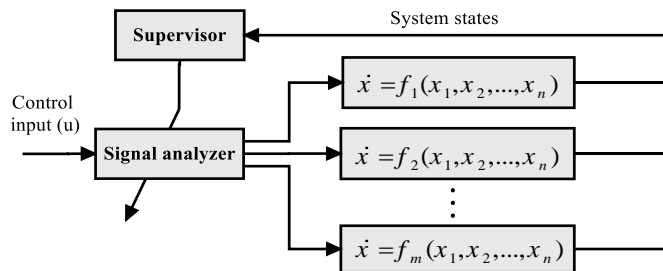 System states
Supervisor
ẋ = f₁(x₁,x₂,...,xₙ)
Control
input (u)
Signal analyzer
ẋ = f₂(x₁,x₂,...,xₙ)
⋮
ẋ = fₘ(x₁,x₂,...,xₙ)